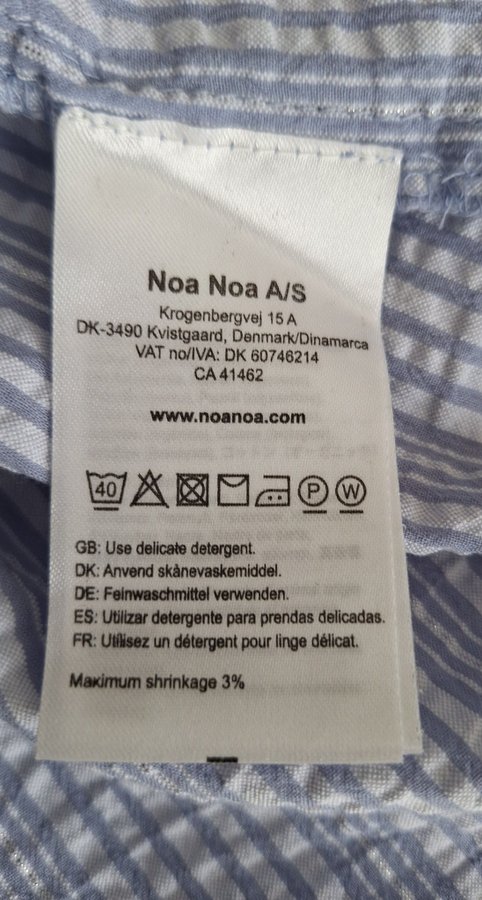 Noa Noa A/S
Krogenbergvej 15 A
DK-3490 Kvistgaard, Denmark/Dinamarca
VAT no/IVA: DK 60746214
CA 41462
www.noanoa.com
40 P W
GB: Use delicate detergent.
DK: Anvend skånevaskemiddel.
DE: Feinwaschmittel verwenden.
ES: Utilizar detergente para prendas delicadas.
FR: Utilisez un détergent pour linge délicat.
Maximum shrinkage 3%